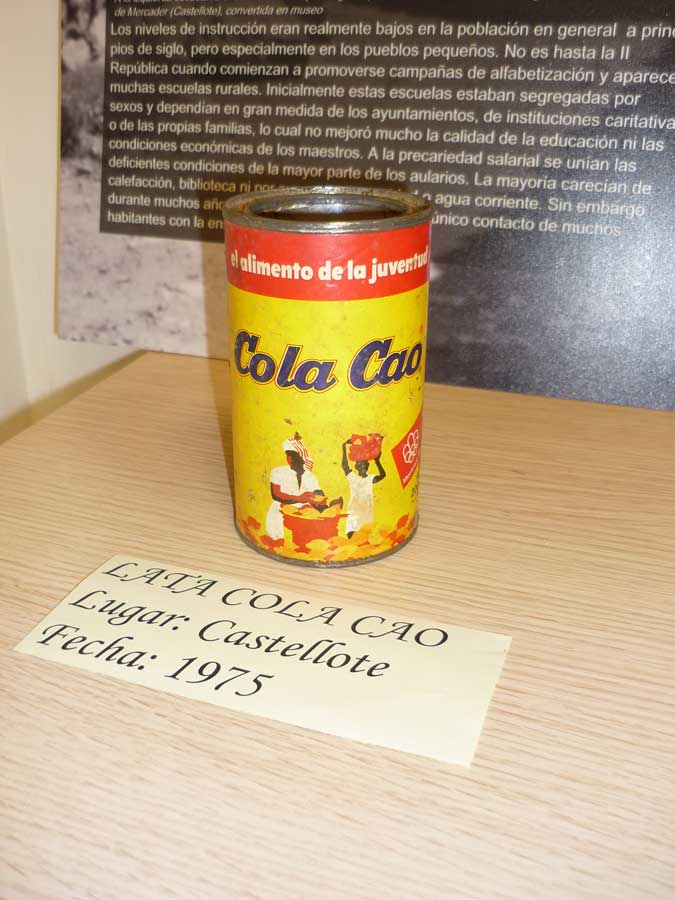 de Mercader (Castellote), convertida en museo
Los niveles de instrucción eran realmente bajos en la población en general a princ
pios de siglo, pero especialmente en los pueblos pequeños. No es hasta la II
República cuando comienzan a promoverse campañas de alfabetización y aparece
muchas escuelas rurales. Inicialmente estas escuelas estaban segregadas por
sexos y dependían en gran medida de los ayuntamientos, de instituciones caritativa
o de las propias familias, lo cual no mejoró mucho la calidad de la educación ni las
condiciones económicas de los maestros. A la precariedad salarial se unían las
deficientes condiciones de la mayor parte de los aularios. La mayoría carecían de
calefacción, biblioteca ni agua corriente. Sin embargo
durante muchos único contacto de muchos
habitantes con la
el alimento de la juventud
Cola Cao
LATA COLA CAO
Lugar: Castellote
Fecha: 1975